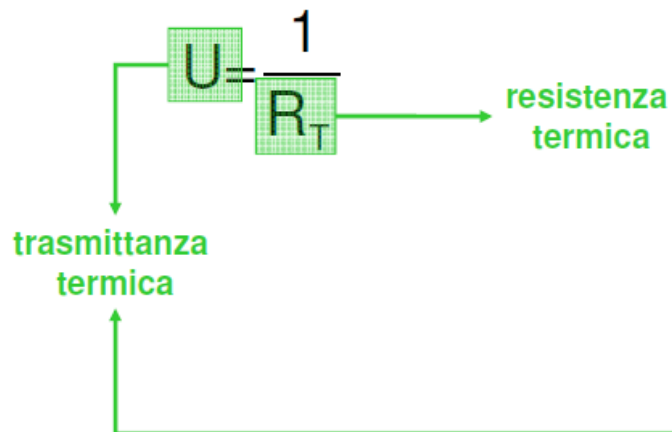 U = 1
R_T
resistenza
termica
trasmittanza
termica